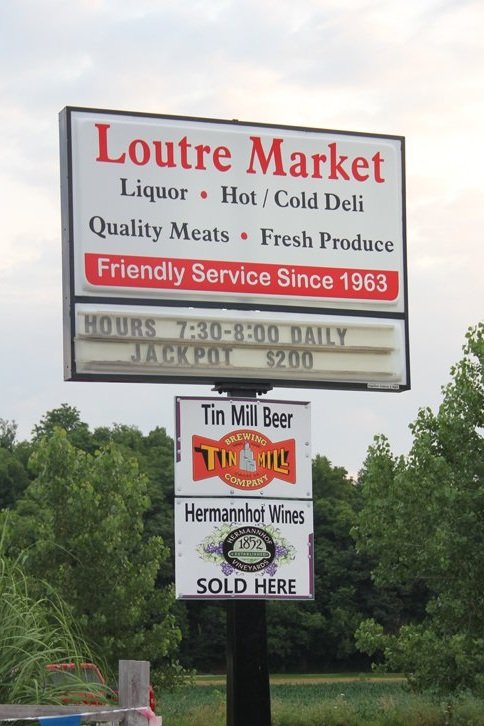 Loutre Market
Liquor • Hot / Cold Deli
Quality Meats • Fresh Produce
Friendly Service Since 1963
HOURS 7:30-8:00 DAILY
JACKPOT $200
Tin Mill Beer
BREWING
TIN MILL
COMPANY
Hermannhof Wines
HERMANNHOF
1852
ESTABLISHED
VINEYARDS
SOLD HERE